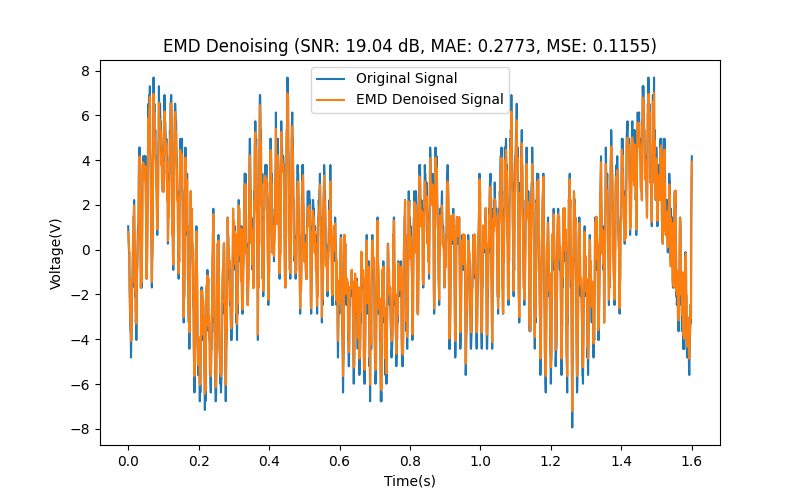 EMD Denoising (SNR: 19.04 dB, MAE: 0.2773, MSE: 0.1155)
Original Signal
EMD Denoised Signal
8
6
4
2
0
−2
−4
−6
−8
Voltage(V)
0.0 0.2 0.4 0.6 0.8 1.0 1.2 1.4 1.6
Time(s)